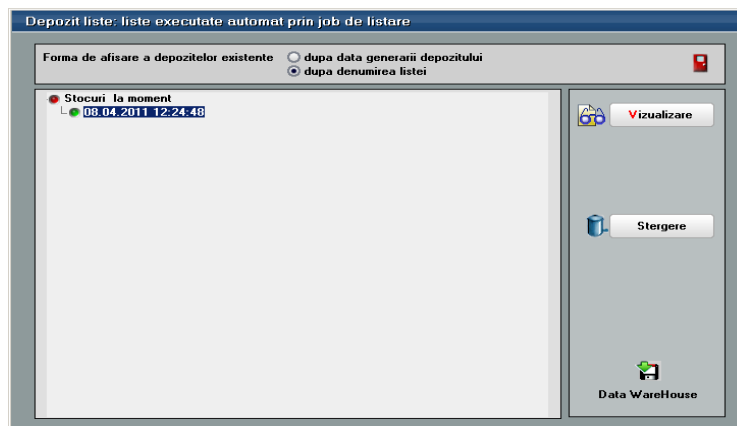 Depozit liste: liste executate automat prin job de listare
Forma de afisare a depozitelor existente
dupa data generarii depozitului
dupa denumirea listei
Stocuri la moment
08.04.2011 12:24:48
Vizualizare
Stergere
Data WareHouse